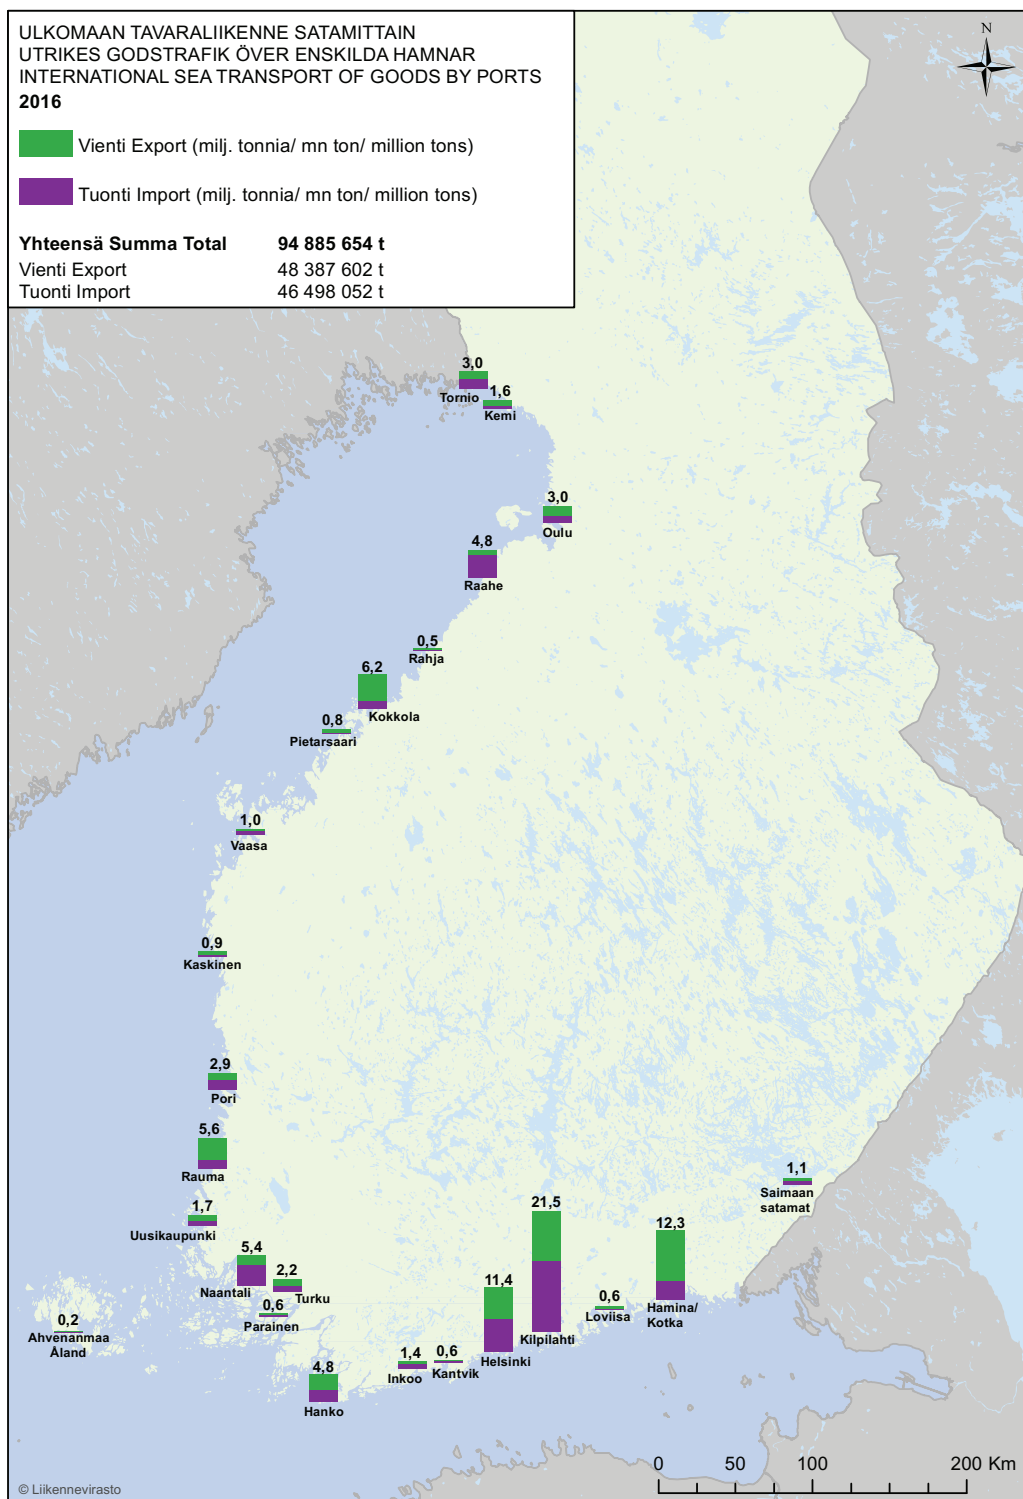 ULKOMAAN TAVARALIIKENNE SATAMITTAIN
UTRIKES GODSTRAFIK ÖVER ENSKILDA HAMNAR
INTERNATIONAL SEA TRANSPORT OF GOODS BY PORTS
2016
Vienti Export (milj. tonnia/ mn ton/ million tons)
Tuonti Import (milj. tonnia/ mn ton/ million tons)
Yhteensä Summa Total 94 885 654 t
Vienti Export 48 387 602 t
Tuonti Import 46 498 052 t
N
3,0
Tornio
1,6
Kemi
3,0
Oulu
4,8
Raahe
0,5
Rahja
6,2
Kokkola
0,8
Pietarsaari
1,0
Vaasa
0,9
Kaskinen
2,9
Pori
5,6
Rauma
1,7
Uusikaupunki
5,4
Naantali
2,2
Turku
0,6
Parainen
0,2
Ahvenanmaa
Åland
4,8
Hanko
1,4
Inkoo
0,6
Kantvik
11,4
Helsinki
21,5
Kilpilahti
0,6
Loviisa
12,3
Hamina/
Kotka
1,1
Saimaan
satamat
0 50 100 200 Km
© Liikennevirasto